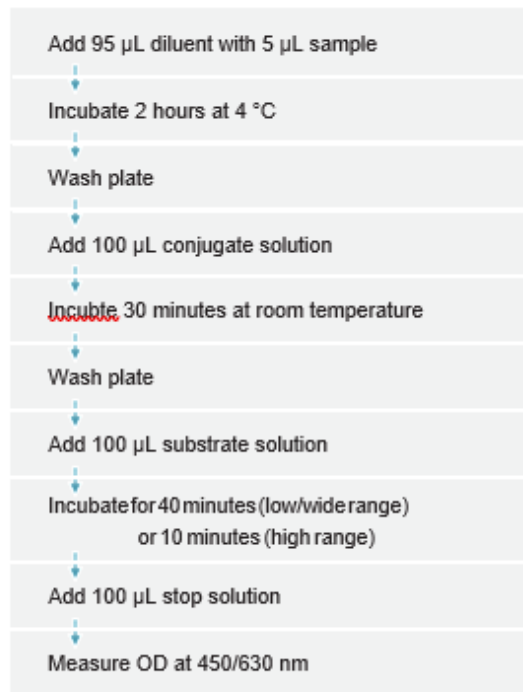 Add 95 µL diluent with 5 µL sample
Incubate 2 hours at 4 °C
Wash plate
Add 100 µL conjugate solution
Incubte 30 minutes at room temperature
Wash plate
Add 100 µL substrate solution
Incubate for 40 minutes (low/wide range)
or 10 minutes (high range)
Add 100 µL stop solution
Measure OD at 450/630 nm